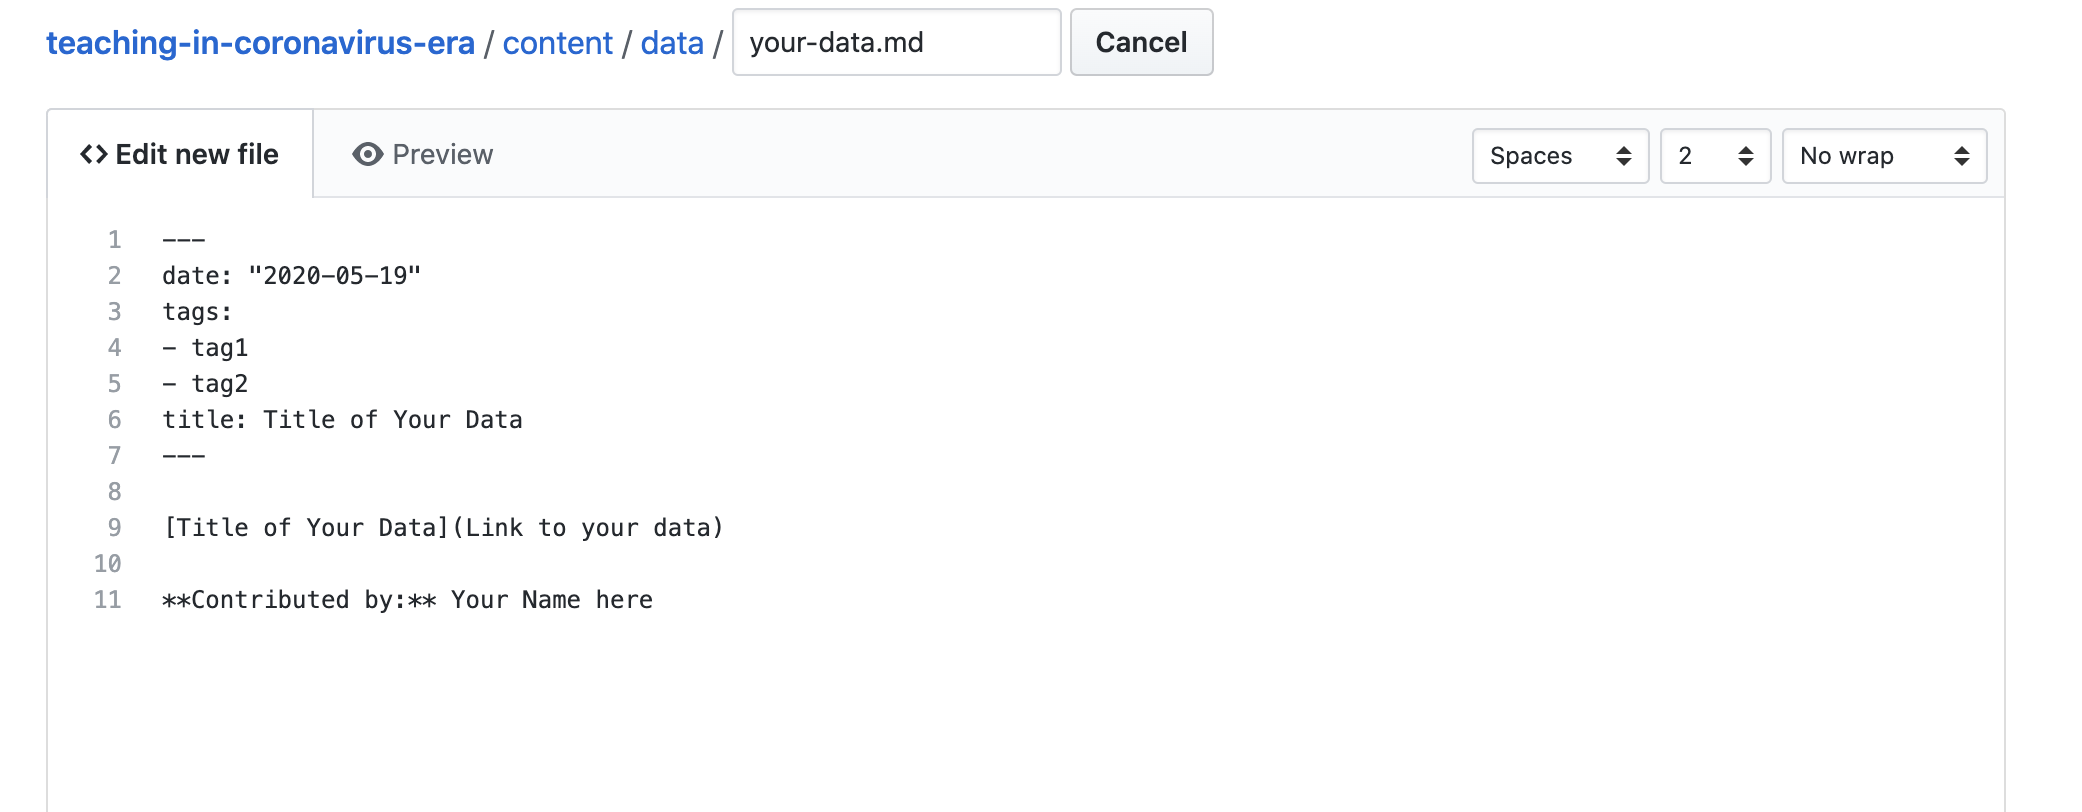 teaching-in-coronavirus-era / content / data / your-data.md Cancel
<> Edit new file Preview Spaces 2 No wrap
1 ---
2 date: "2020-05-19"
3 tags:
4 - tag1
5 - tag2
6 title: Title of Your Data
7 ---
8
9 [Title of Your Data](Link to your data)
10
11 **Contributed by:** Your Name here